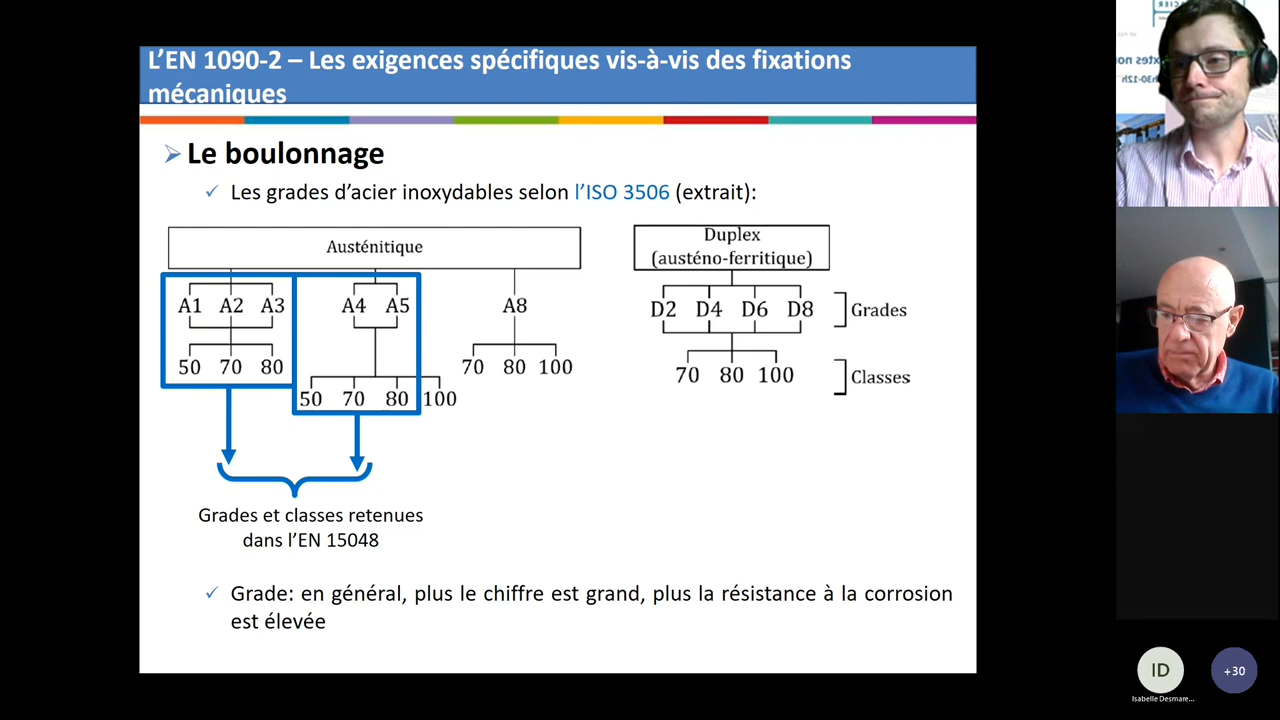 L'EN 1090-2 – Les exigences spécifiques vis-à-vis des fixations
mécaniques
Le boulonnage
Les grades d'acier inoxydables selon l'ISO 3506 (extrait):
Austénitique
A1 A2 A3
50 70 80
A4 A5
50 70 80 100
A8
70 80 100
Duplex
(austéno-ferritique)
D2 D4 D6 D8
Grades
70 80 100
Classes
Grades et classes retenues
dans l'EN 15048
Grade: en général, plus le chiffre est grand, plus la résistance à la corrosion
est élevée
ID
Isabelle Desmare...
+30